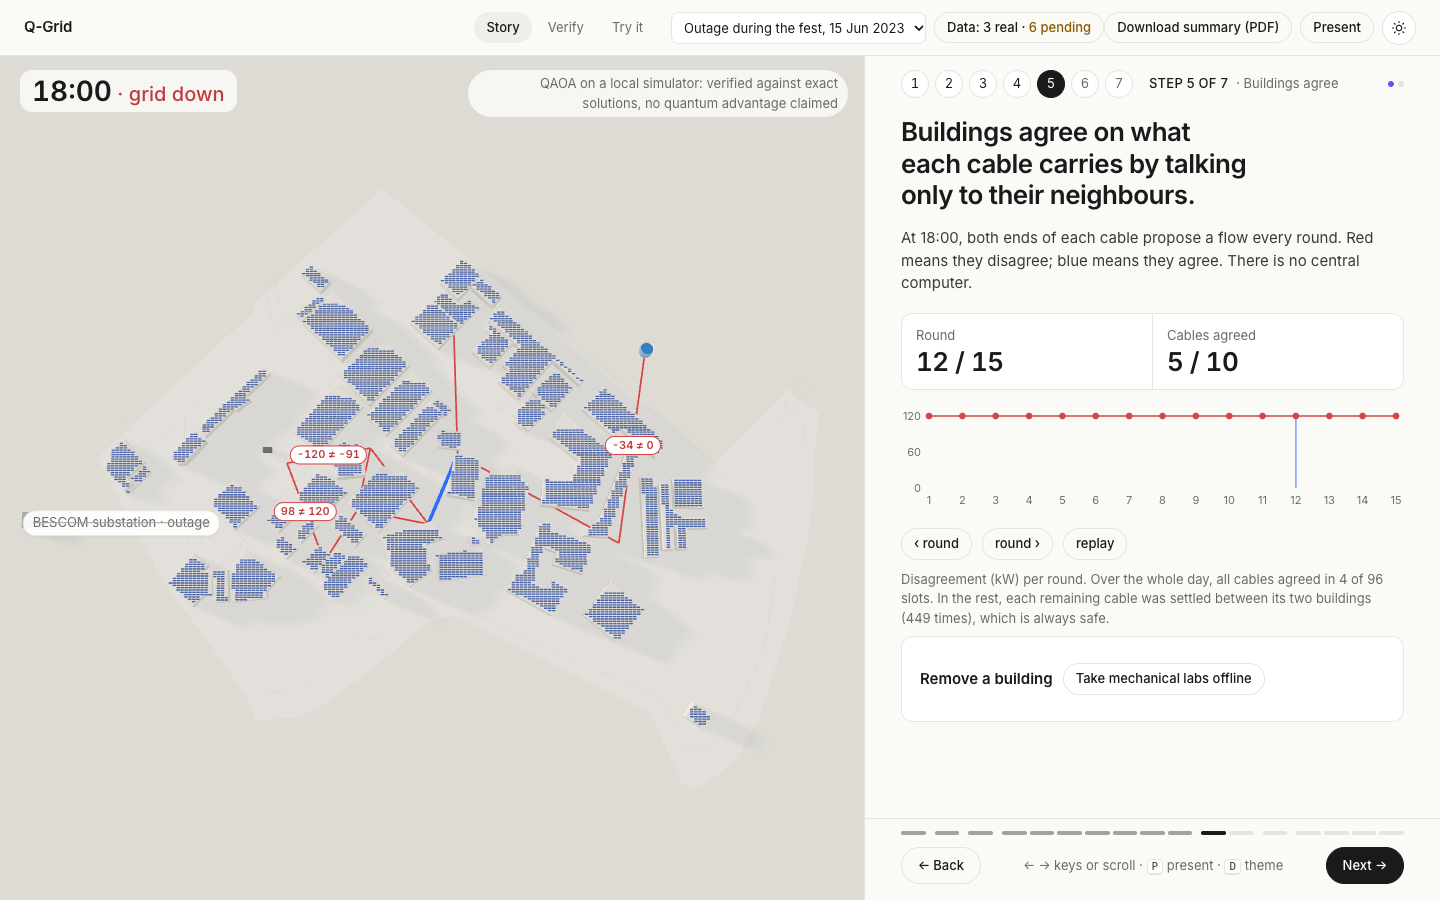 Q-Grid
Story
Verify
Try it
Outage during the fest, 15 Jun 2023
Data: 3 real · 6 pending
Download summary (PDF)
Present
18:00 · grid down
QAOA on a local simulator: verified against exact
solutions, no quantum advantage claimed
-120 ≠ -91
98 ≠ 120
-34 ≠ 0
BESCOM substation · outage
1 2 3 4 5 6 7 STEP 5 OF 7 · Buildings agree
Buildings agree on what
each cable carries by talking
only to their neighbours.
At 18:00, both ends of each cable propose a flow every round. Red
means they disagree; blue means they agree. There is no central
computer.
Round
12 / 15
Cables agreed
5 / 10
120
60
0
1 2 3 4 5 6 7 8 9 10 11 12 13 14 15
‹ round
round ›
replay
Disagreement (kW) per round. Over the whole day, all cables agreed in 4 of 96
slots. In the rest, each remaining cable was settled between its two buildings
(449 times), which is always safe.
Remove a building
Take mechanical labs offline
← Back
← → keys or scroll · P present · D theme
Next →